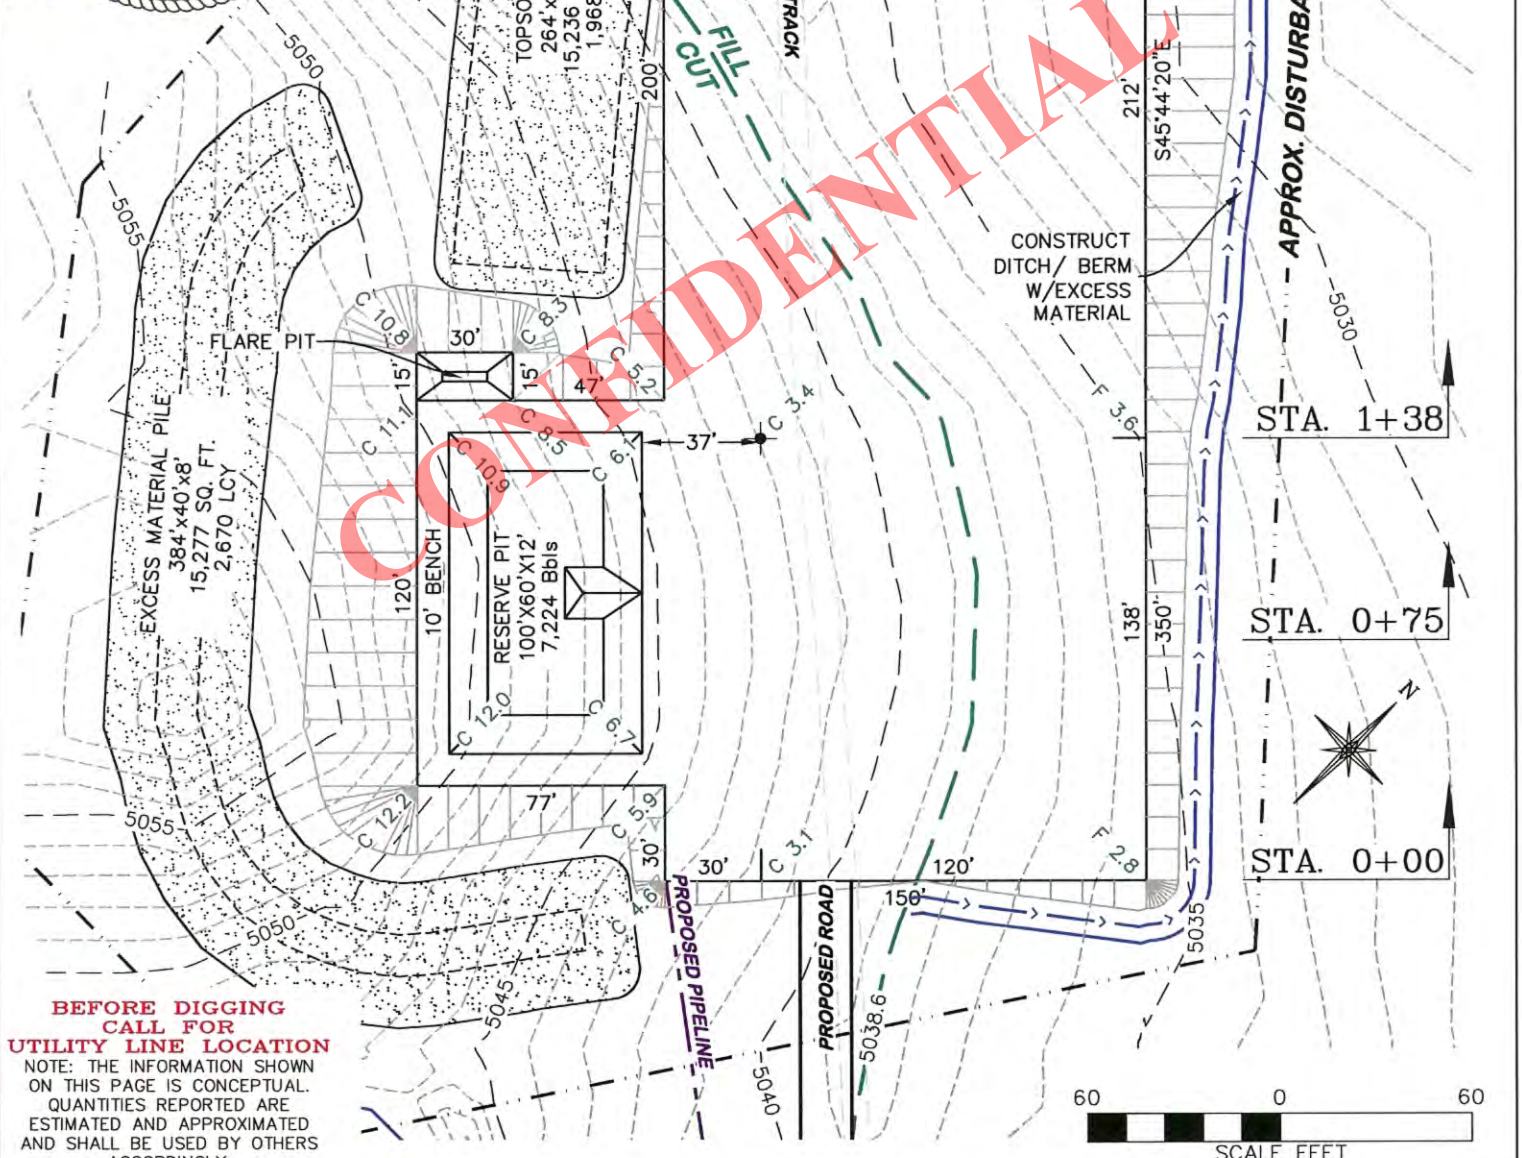 TRACK
TOPSO
264'x
15,236
1,968
200'
FILL
CUT
212'
S45°44'20"E
APPROX. DISTURBA
5050
5055
CONSTRUCT
DITCH/ BERM
W/EXCESS
MATERIAL
5030
CONFIDENTIAL
C 10.8
30'
C 8.3
FLARE PIT
15'
15'
47'
C 5.2
C 3.4
F 3.6
STA. 1+38
C 11.1
C 8.5
C 6.1
37'
C 10.9
EXCESS MATERIAL PILE
384'x40'x8'
15,277 SQ. FT.
2,670 LCY
120'
10' BENCH
RESERVE PIT
100'X60'X12'
7,224 Bbls
138'
350'
STA. 0+75
N
C 12.0
C 6.7
77'
C 5.9
C 12.2
5055
30'
30'
C 3.1
120'
F 2.8
STA. 0+00
C 4.6
150'
PROPOSED PIPELINE
PROPOSED ROAD
5050
5045
5035
5038.6
5040
BEFORE DIGGING
CALL FOR
UTILITY LINE LOCATION
NOTE: THE INFORMATION SHOWN
ON THIS PAGE IS CONCEPTUAL.
QUANTITIES REPORTED ARE
ESTIMATED AND APPROXIMATED
AND SHALL BE USED BY OTHERS
ACCORDINGLY.
60 0 60
SCALE FEET